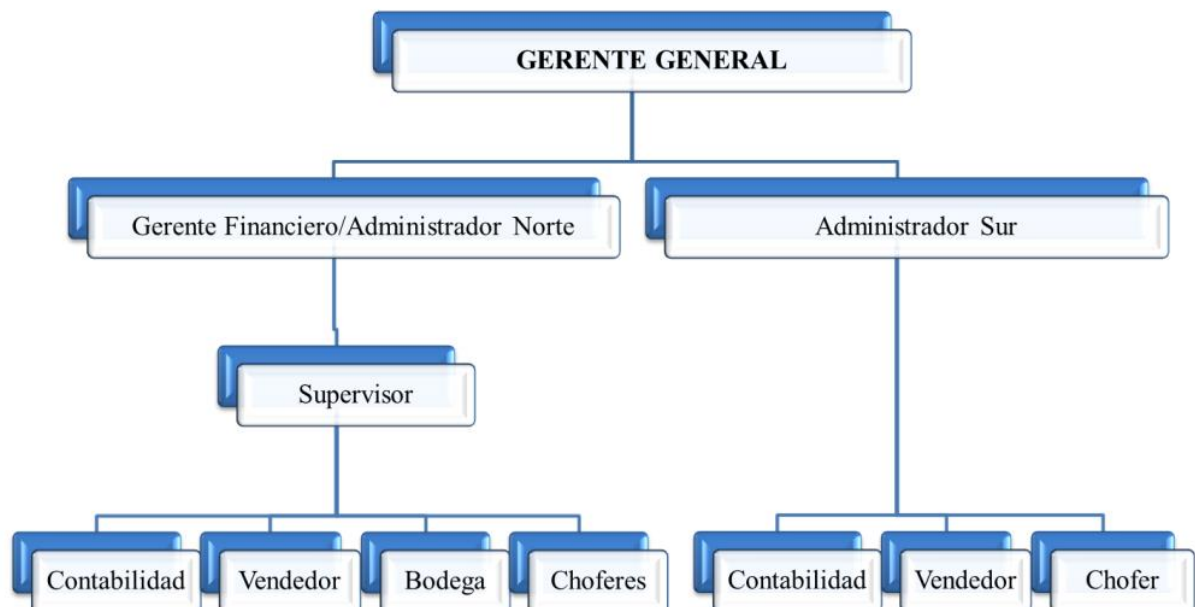 GERENTE GENERAL
Gerente Financiero/Administrador Norte
Administrador Sur
Supervisor
Contabilidad
Vendedor
Bodega
Choferes
Contabilidad
Vendedor
Chofer